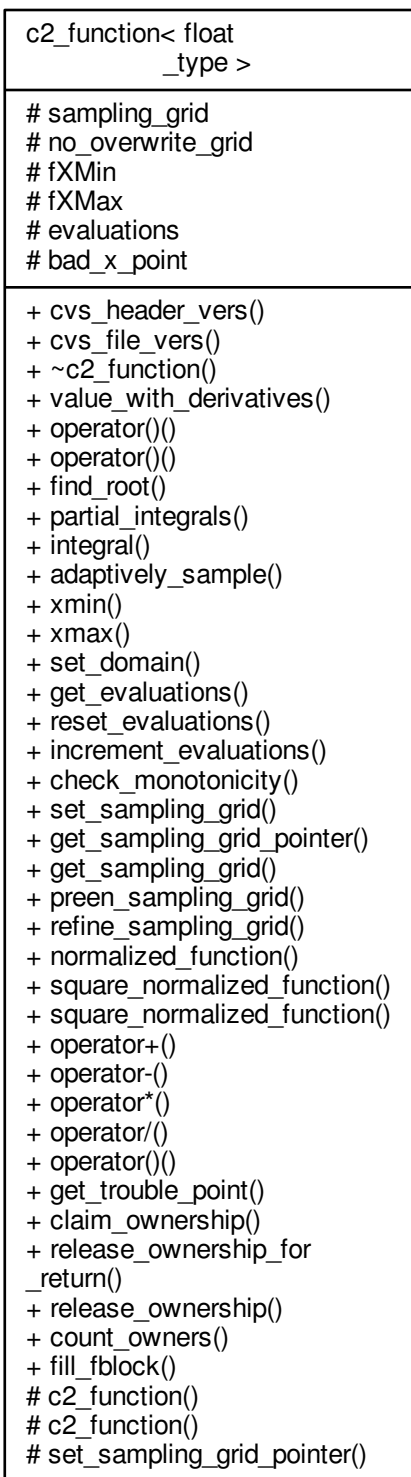 c2_function< float
_type >
# sampling_grid
# no_overwrite_grid
# fXMin
# fXMax
# evaluations
# bad_x_point
+ cvs_header_vers()
+ cvs_file_vers()
+ ~c2_function()
+ value_with_derivatives()
+ operator()()
+ operator()()
+ find_root()
+ partial_integrals()
+ integral()
+ adaptively_sample()
+ xmin()
+ xmax()
+ set_domain()
+ get_evaluations()
+ reset_evaluations()
+ increment_evaluations()
+ check_monotonicity()
+ set_sampling_grid()
+ get_sampling_grid_pointer()
+ get_sampling_grid()
+ preen_sampling_grid()
+ refine_sampling_grid()
+ normalized_function()
+ square_normalized_function()
+ square_normalized_function()
+ operator+()
+ operator-()
+ operator*()
+ operator/()
+ operator()()
+ get_trouble_point()
+ claim_ownership()
+ release_ownership_for
_return()
+ release_ownership()
+ count_owners()
+ fill_fblock()
# c2_function()
# c2_function()
# set_sampling_grid_pointer()